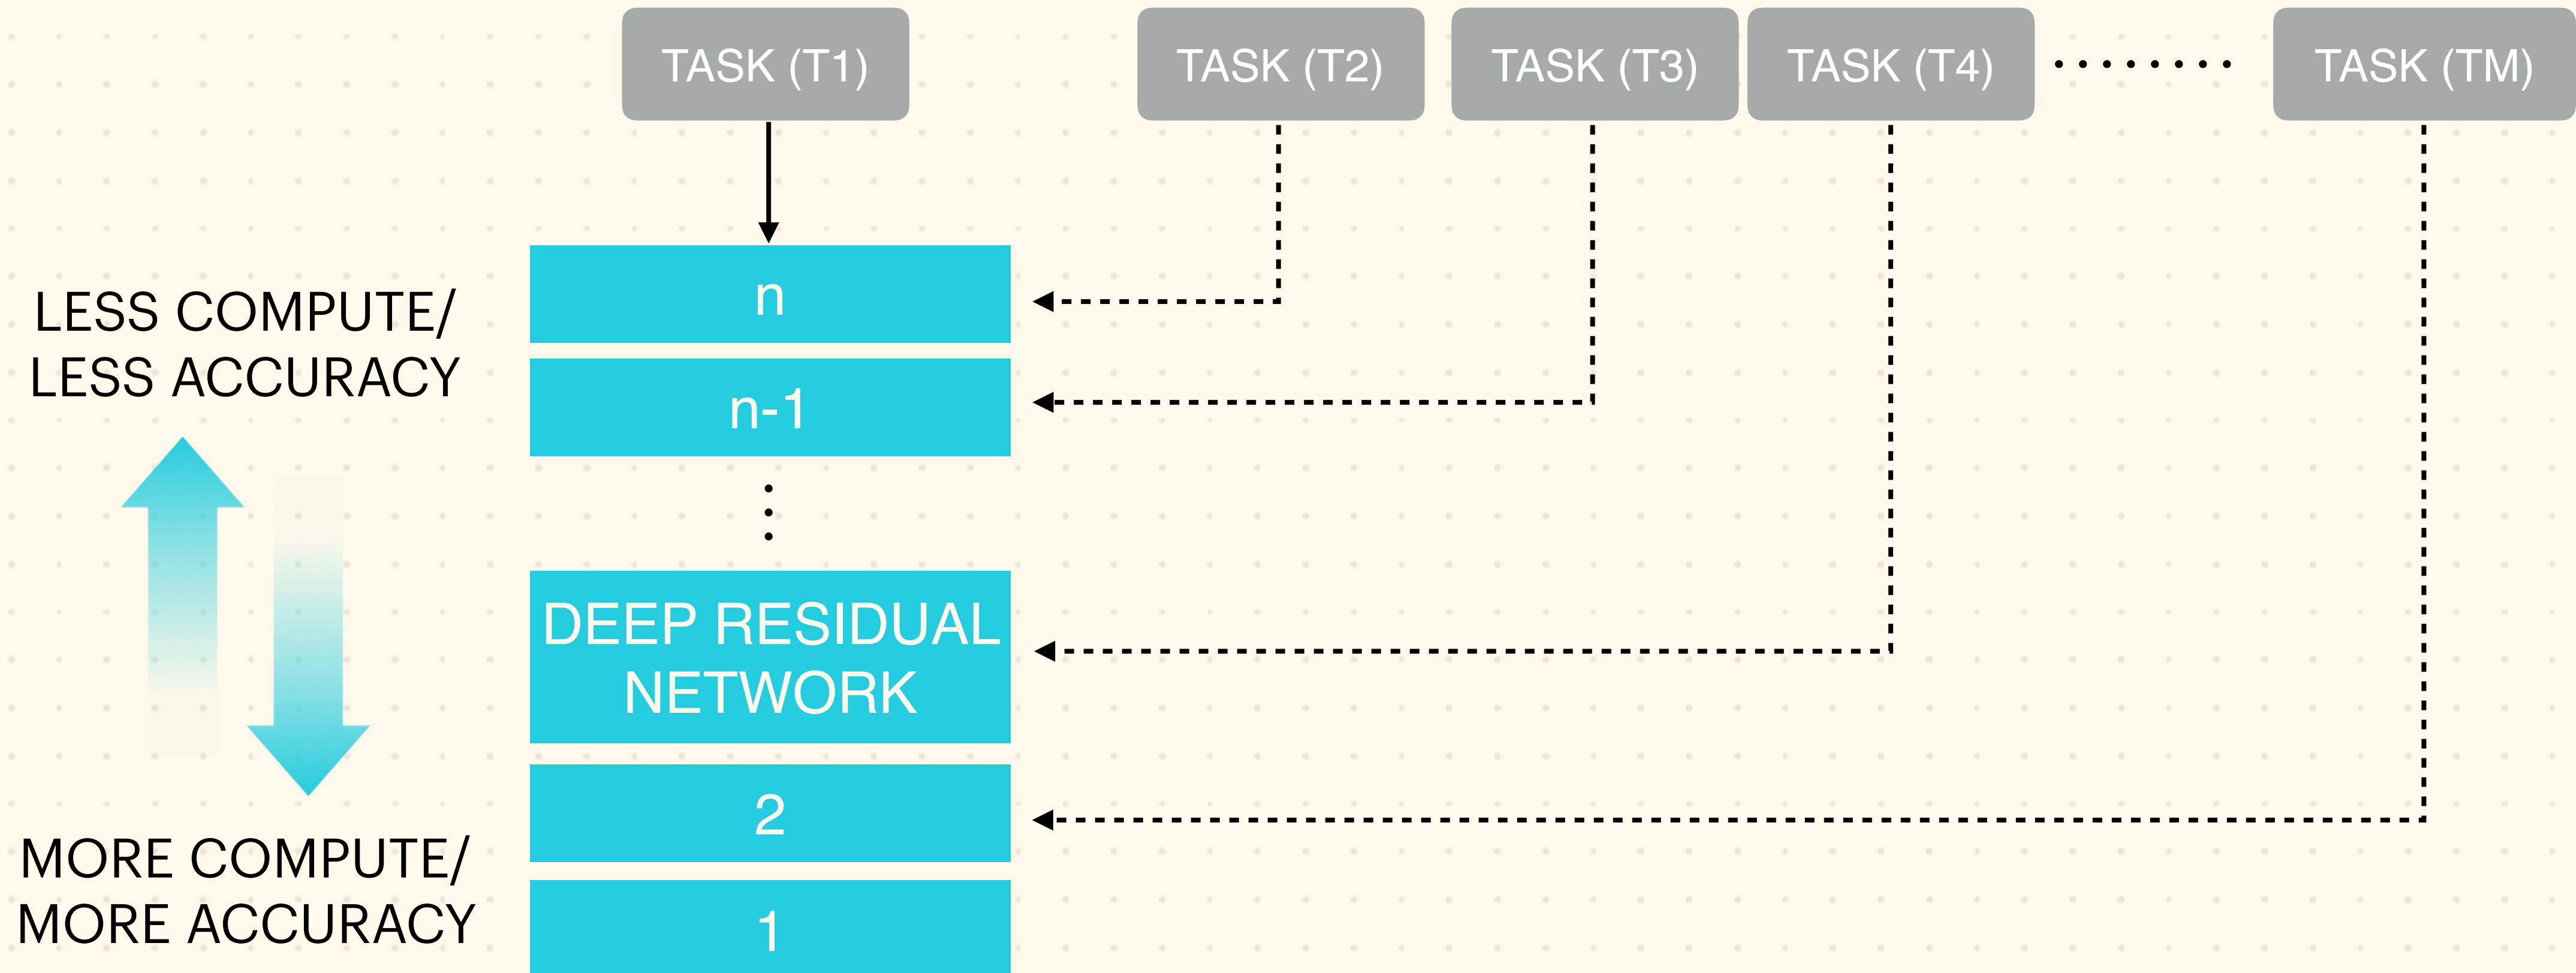 TASK (T1)
TASK (T2)
TASK (T3)
TASK (T4)
TASK (TM)
LESS COMPUTE/
LESS ACCURACY
n
n-1
DEEP RESIDUAL
NETWORK
2
MORE COMPUTE/
MORE ACCURACY
1